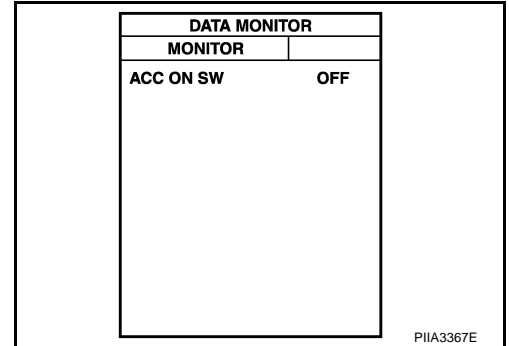 DATA MONITOR
MONITOR
ACC ON SW OFF
PIIA3367E